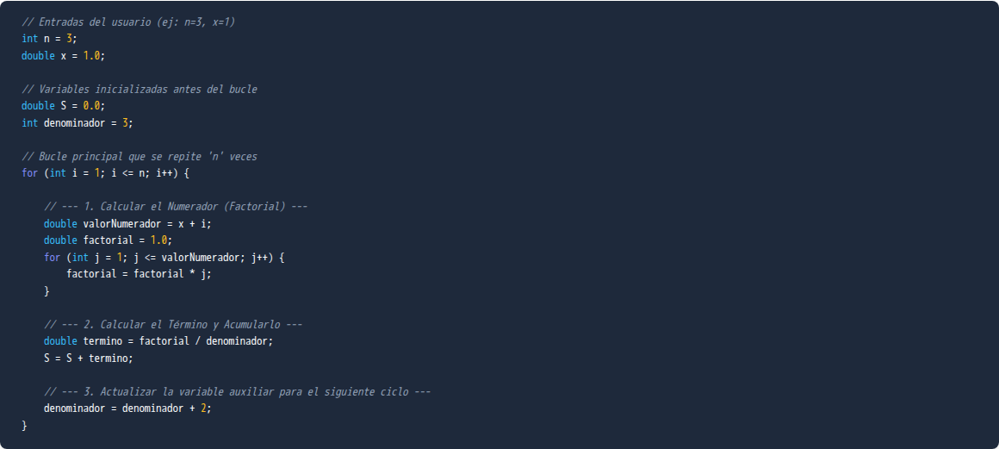 // Entradas del usuario (ej: n=3, x=1)
int n = 3;
double x = 1.0;
// Variables inicializadas antes del bucle
double S = 0.0;
int denominador = 3;
// Bucle principal que se repite 'n' veces
for (int i = 1; i <= n; i++) {
// --- 1. Calcular el Numerador (Factorial) ---
double valorNumerador = x + i;
double factorial = 1.0;
for (int j = 1; j <= valorNumerador; j++) {
factorial = factorial * j;
}
// --- 2. Calcular el Término y Acumularlo ---
double termino = factorial / denominador;
S = S + termino;
// --- 3. Actualizar la variable auxiliar para el siguiente ciclo ---
denominador = denominador + 2;
}